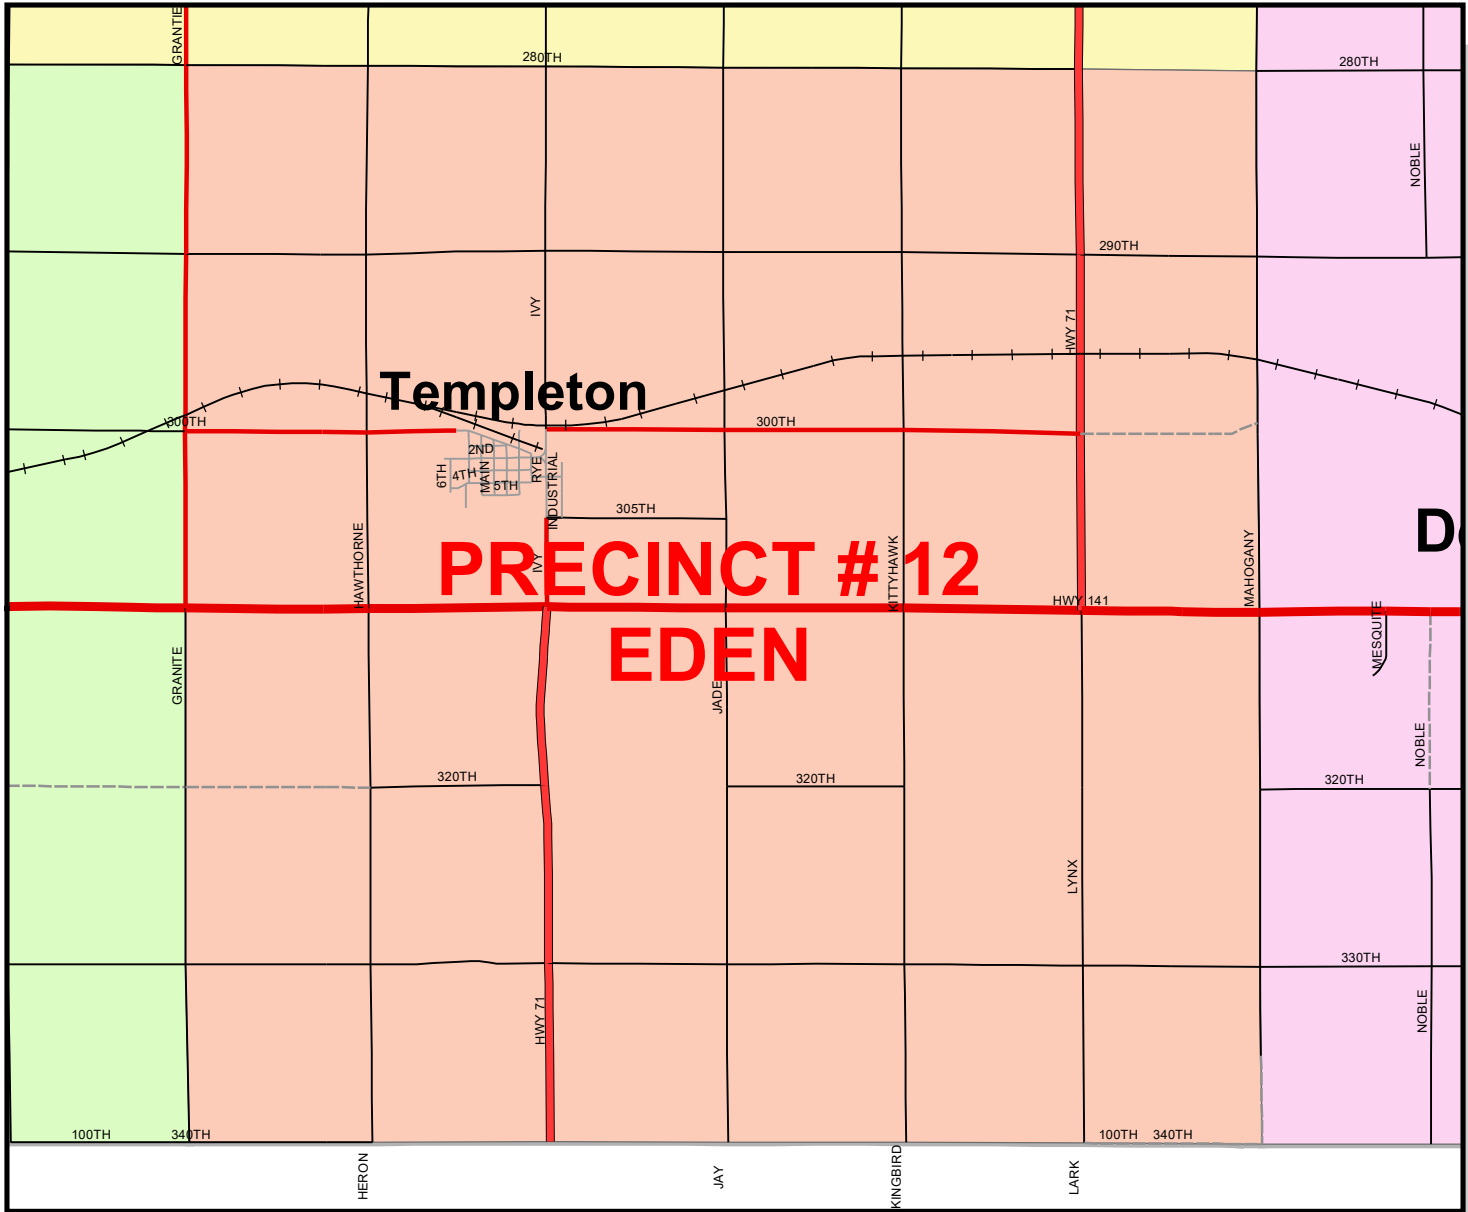 GRANTIE
280TH
280TH
NOBLE
290TH
IVY
HWY 71
Templeton
300TH
300TH
2ND
6TH
4TH
MAIN
5TH
RYE
INDUSTRIAL
305TH
HAWTHORNE
IVY
KITTYHAWK
MAHOGANY
De
PRECINCT # 12
HWY 141
EDEN
MESQUITE
GRANITE
JADE
NOBLE
320TH
320TH
320TH
LYNX
330TH
HWY 71
NOBLE
100TH
340TH
100TH
340TH
HERON
JAY
KINGBIRD
LARK